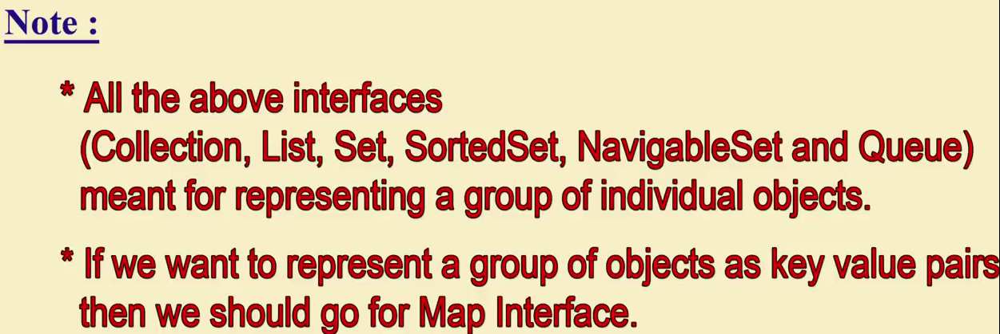 Note :
* All the above interfaces
(Collection, List, Set, SortedSet, NavigableSet and Queue)
meant for representing a group of individual objects.
* If we want to represent a group of objects as key value pairs
then we should go for Map Interface.